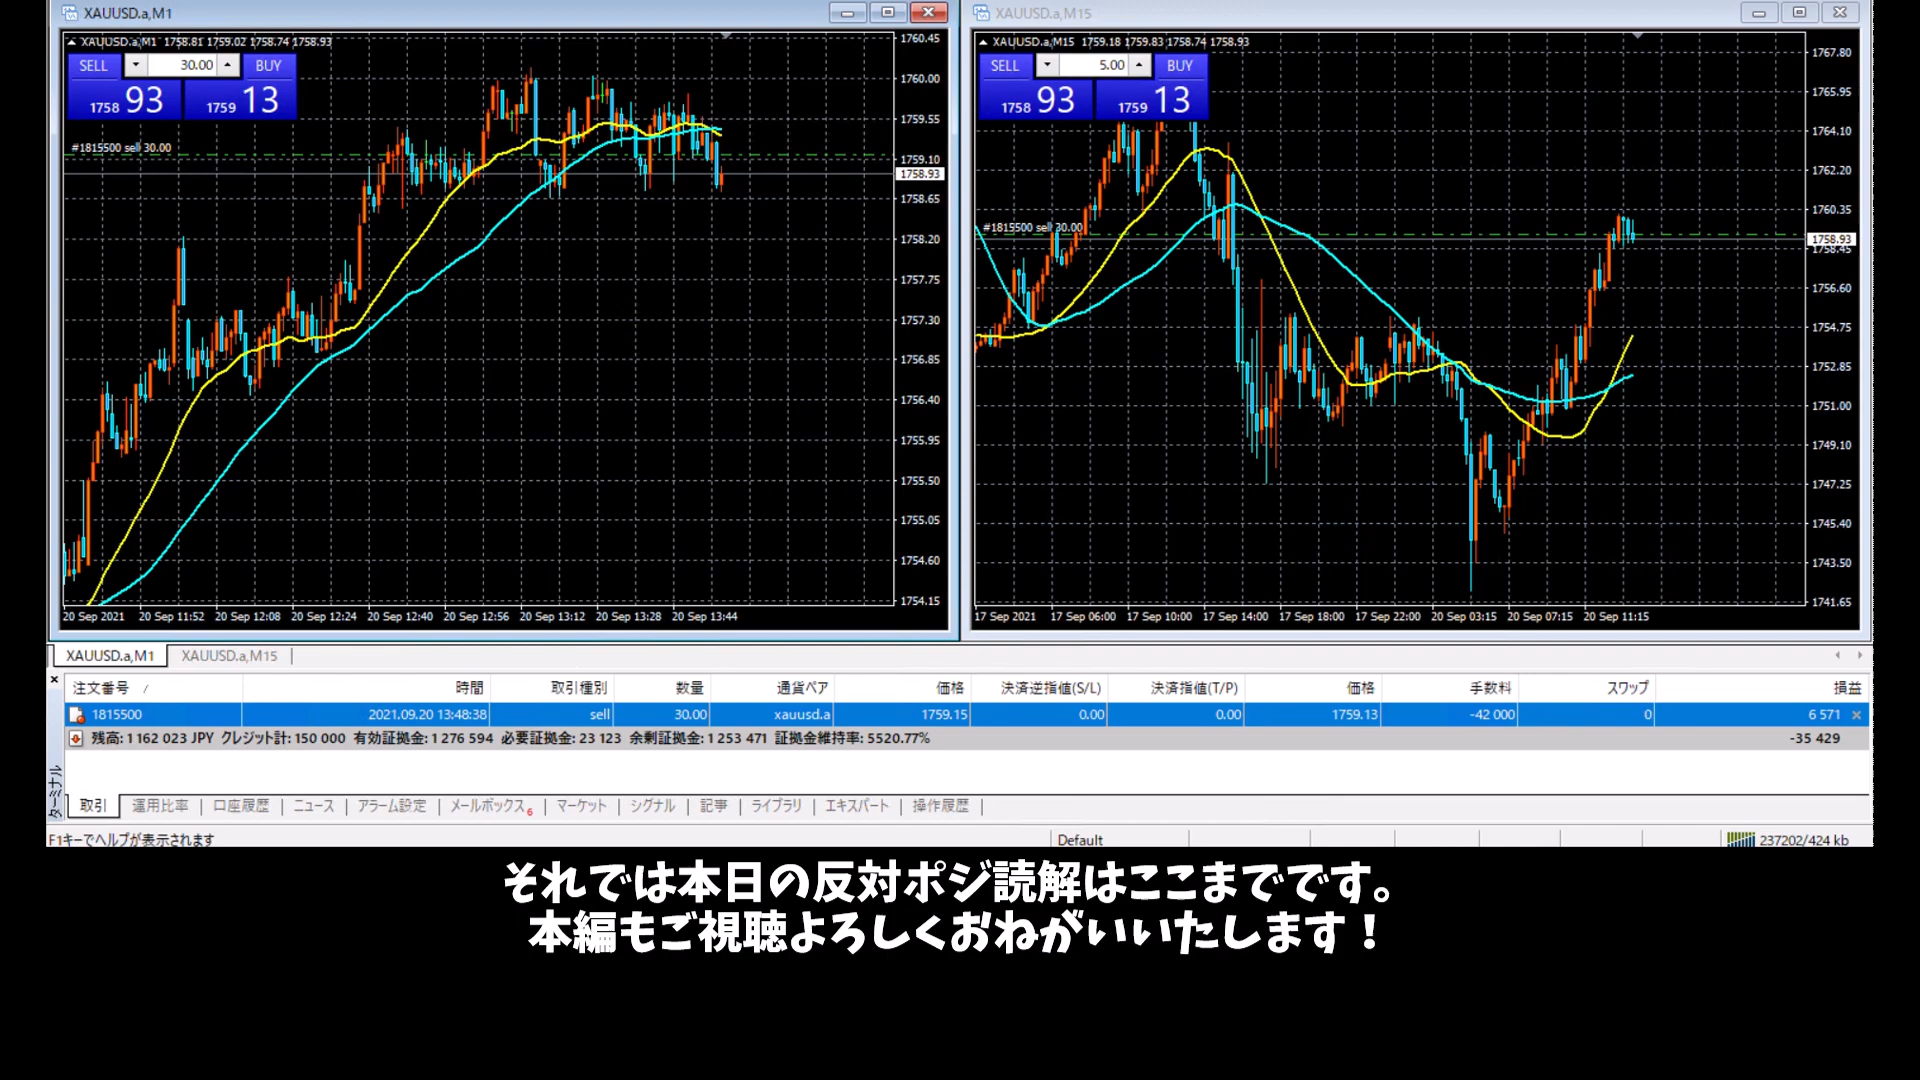 XAUUSD.a,M1
XAUUSD.a,M15
XAUUSD.a,M1 1758.81 1759.02 1758.74 1758.93
SELL 30.00 BUY
1758 93 1759 13
#1815500 sell 30.00
1760.45
1760.00
1759.55
1759.10
1758.93
1758.65
1758.20
1757.75
1757.30
1756.85
1756.40
1755.95
1755.50
1755.05
1754.60
1754.15
20 Sep 2021 20 Sep 11:52 20 Sep 12:08 20 Sep 12:24 20 Sep 12:40 20 Sep 12:56 20 Sep 13:12 20 Sep 13:28 20 Sep 13:44
XAUUSD.a,M15 1759.18 1759.83 1758.74 1758.93
SELL 5.00 BUY
1758 93 1759 13
#1815500 sell 30.00
1767.80
1765.95
1764.10
1762.20
1760.35
1758.93
1758.45
1756.60
1754.75
1752.85
1751.00
1749.10
1747.25
1745.40
1743.50
1741.65
17 Sep 2021 17 Sep 06:00 17 Sep 10:00 17 Sep 14:00 17 Sep 18:00 17 Sep 22:00 20 Sep 03:15 20 Sep 07:15 20 Sep 11:15
XAUUSD.a,M1 XAUUSD.a,M15
注文番号 / 時間 取引種別 数量 通貨ペア 価格 決済逆指値(S/L) 決済指値(T/P) 価格 手数料 スワップ 損益
1815500 2021.09.20 13:48:38 sell 30.00 xauusd.a 1759.15 0.00 0.00 1759.13 -42 000 0 6 571
残高: 1 162 023 JPY クレジット計: 150 000 有効証拠金: 1 276 594 必要証拠金: 23 123 余剰証拠金: 1 253 471 証拠金維持率: 5520.77% -35 429
ターミナル
取引 運用比率 口座履歴 ニュース アラーム設定 メールボックス6 マーケット シグナル 記事 ライブラリ エキスパート 操作履歴
F1キーでヘルプが表示されます Default 237202/424 kb
それでは本日の反対ポジ読解はここまでです。
本編もご視聴よろしくおねがいいたします！